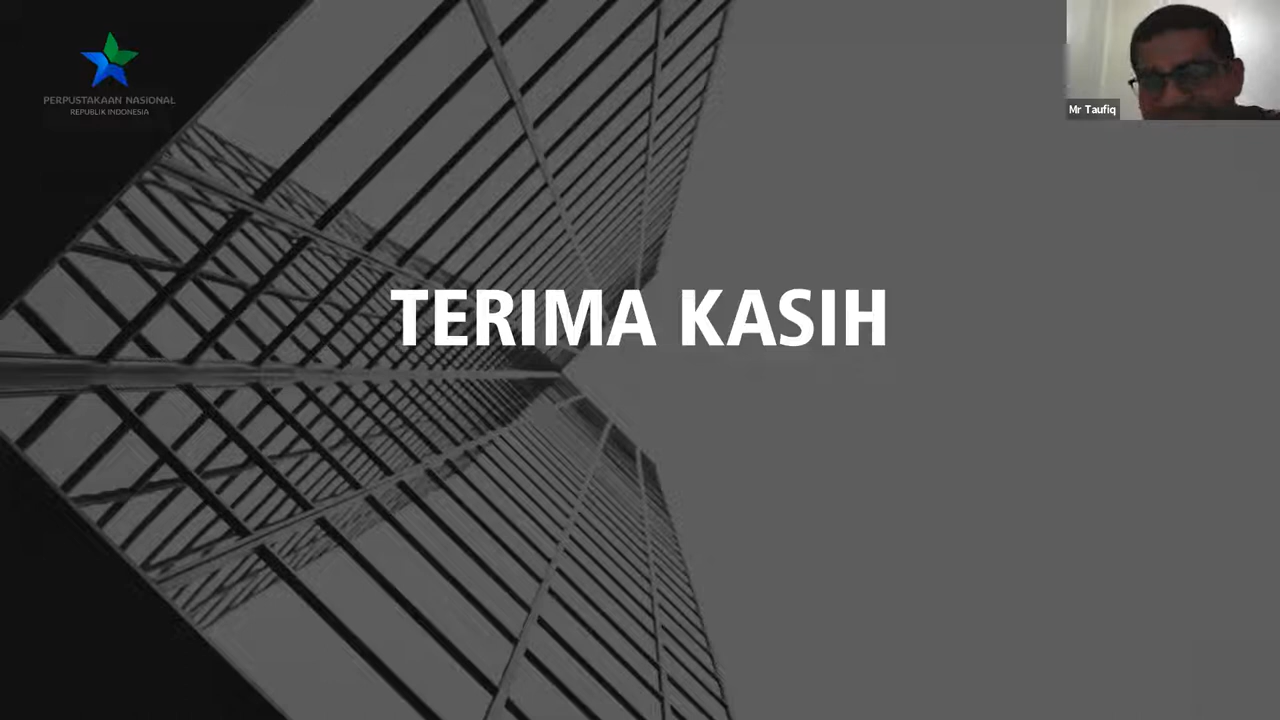 PERPUSTAKAAN NASIONAL
REPUBLIK INDONESIA
Mr Taufiq
TERIMA KASIH